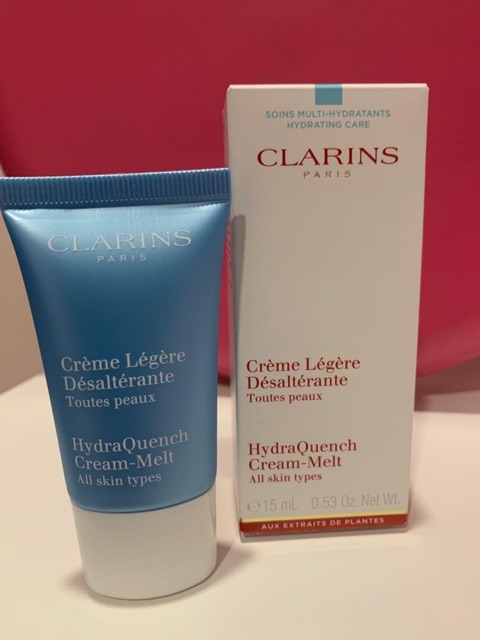 CLARINS
PARIS
Crème Légère
Désaltérante
Toutes peaux
HydraQuench
Cream-Melt
All skin types
SOINS MULTI-HYDRATANTS
HYDRATING CARE
CLARINS
PARIS
Crème Légère
Désaltérante
Toutes peaux
HydraQuench
Cream-Melt
All skin types
℮15 mL 0.53 Oz. Net Wt.
AUX EXTRAITS DE PLANTES